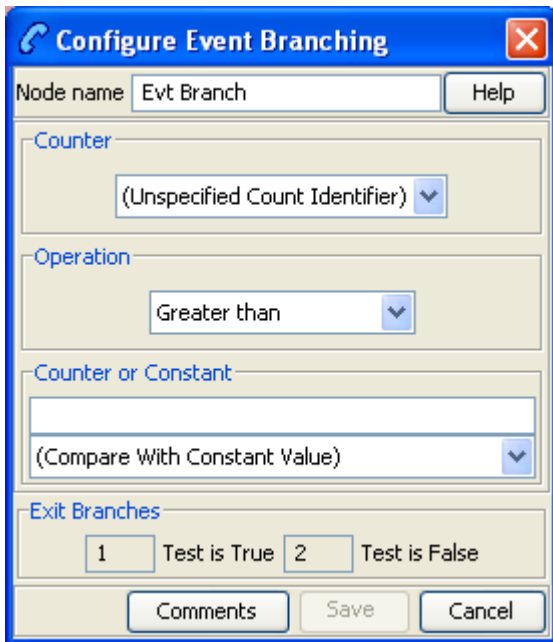 Configure Event Branching
Node name Evt Branch Help
Counter
(Unspecified Count Identifier)
Operation
Greater than
Counter or Constant
(Compare With Constant Value)
Exit Branches
1 Test is True 2 Test is False
Comments Save Cancel